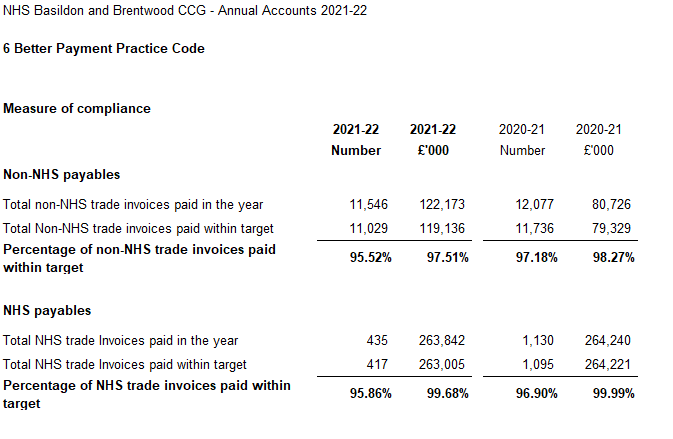 NHS Basildon and Brentwood CCG - Annual Accounts 2021-22
6 Better Payment Practice Code
Measure of compliance
2021-22 2021-22 2020-21 2020-21
Number £'000 Number £'000
Non-NHS payables
Total non-NHS trade invoices paid in the year 11,546 122,173 12,077 80,726
Total Non-NHS trade invoices paid within target 11,029 119,136 11,736 79,329
Percentage of non-NHS trade invoices paid
within target 95.52% 97.51% 97.18% 98.27%
NHS payables
Total NHS trade Invoices paid in the year 435 263,842 1,130 264,240
Total NHS trade Invoices paid within target 417 263,005 1,095 264,221
Percentage of NHS trade invoices paid within
target 95.86% 99.68% 96.90% 99.99%